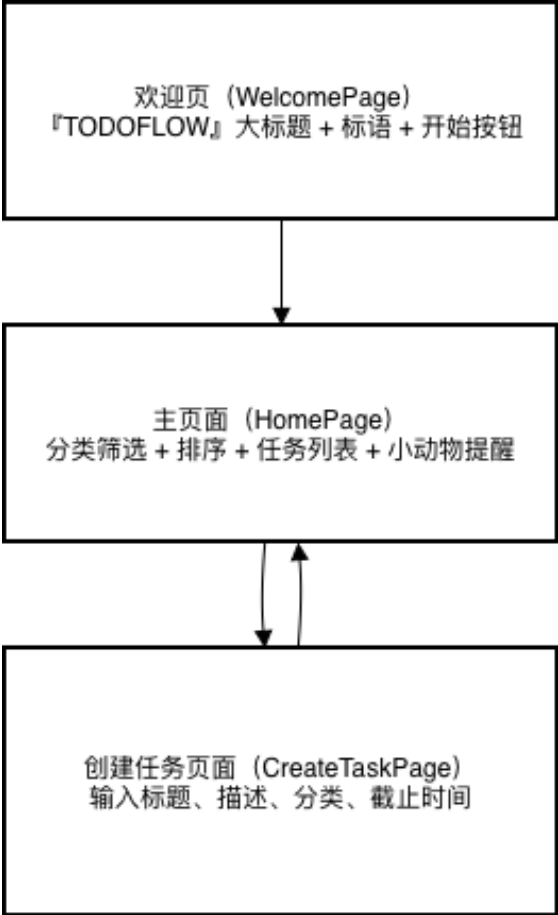 欢迎页（WelcomePage）
『TODOFLOW』大标题 + 标语 + 开始按钮
主页面（HomePage）
分类筛选 + 排序 + 任务列表 + 小动物提醒
创建任务页面（CreateTaskPage）
输入标题、描述、分类、截止时间